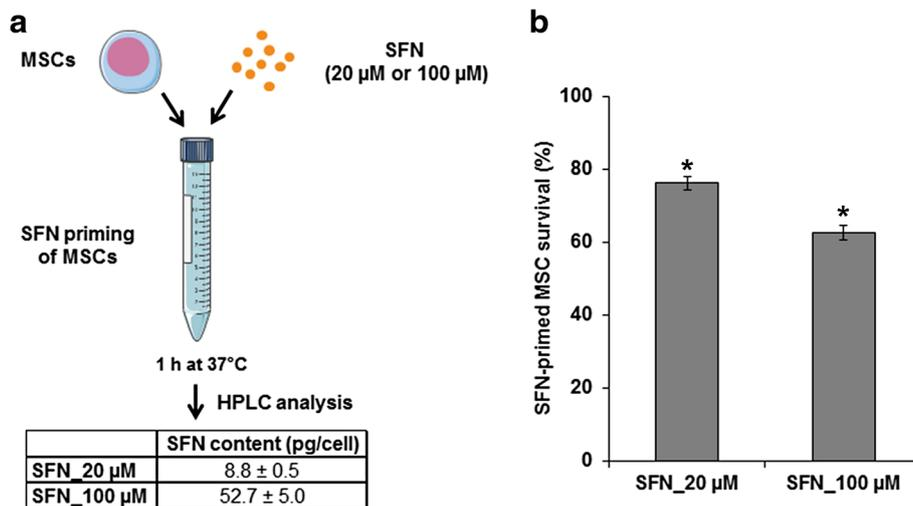 a
MSCs
SFN
(20 µM or 100 µM)
SFN priming
of MSCs
1 h at 37°C
HPLC analysis
SFN content (pg/cell)
SFN_20 µM 8.8 ± 0.5
SFN_100 µM 52.7 ± 5.0
b
SFN-primed MSC survival (%)
100
80
60
40
20
0
*
*
SFN_20 µM SFN_100 µM